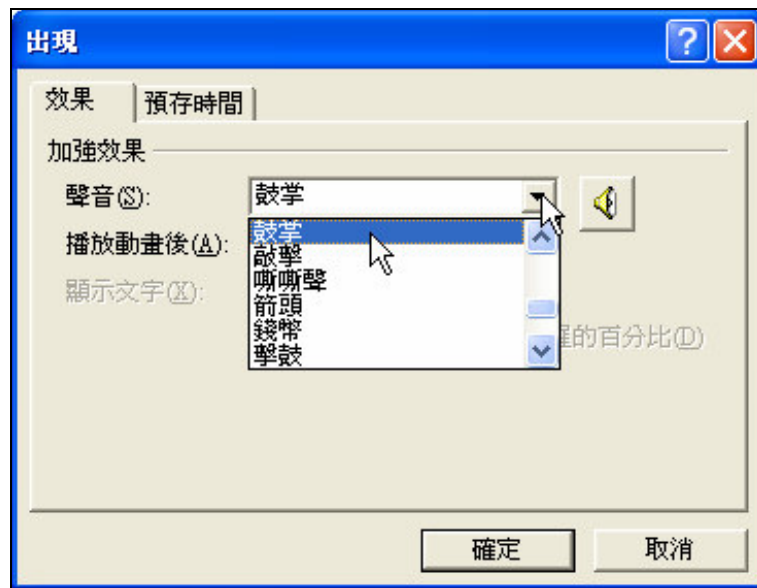 出現
效果 預存時間
加強效果
聲音(S): 鼓掌
播放動畫後(A): 鼓掌
敲擊
嘶嘶聲
顯示文字(X): 箭頭
錢幣
的百分比(D)
擊鼓
確定 取消